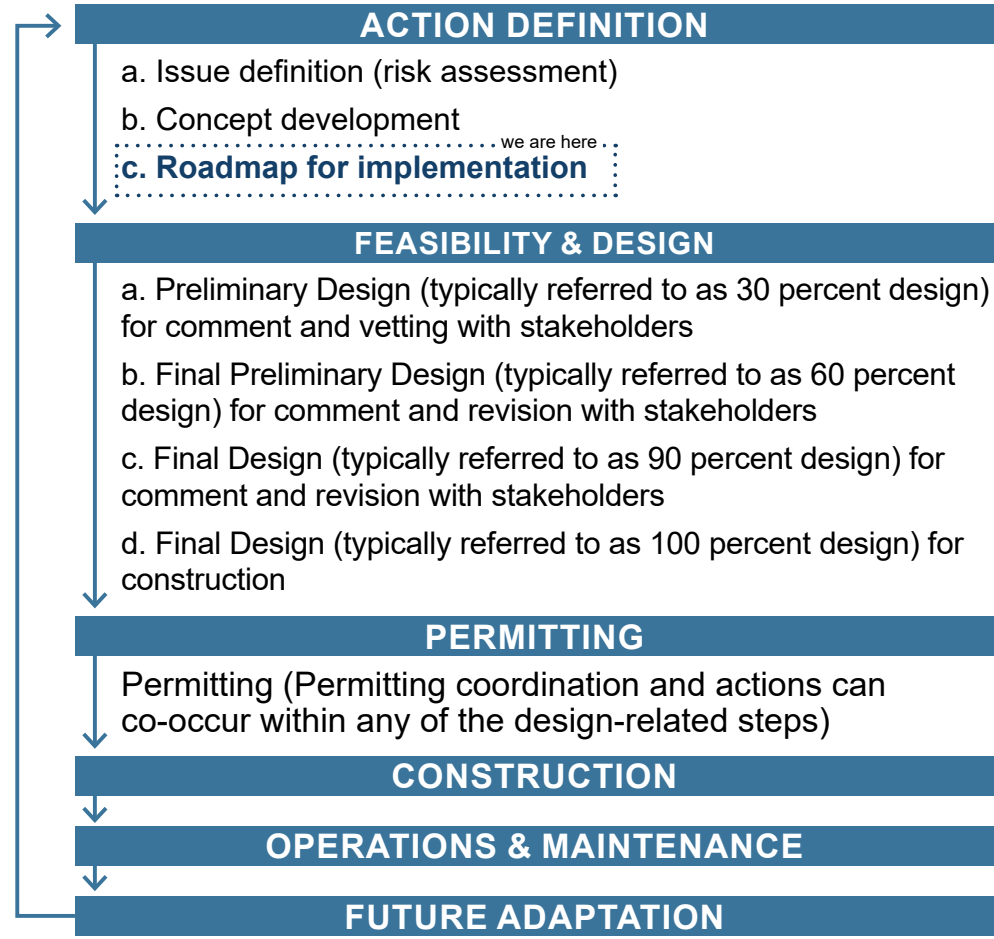 ACTION DEFINITION
a. Issue definition (risk assessment)
b. Concept development
we are here
c. Roadmap for implementation
FEASIBILITY & DESIGN
a. Preliminary Design (typically referred to as 30 percent design)
for comment and vetting with stakeholders
b. Final Preliminary Design (typically referred to as 60 percent
design) for comment and revision with stakeholders
c. Final Design (typically referred to as 90 percent design) for
comment and revision with stakeholders
d. Final Design (typically referred to as 100 percent design) for
construction
PERMITTING
Permitting (Permitting coordination and actions can
co-occur within any of the design-related steps)
CONSTRUCTION
OPERATIONS & MAINTENANCE
FUTURE ADAPTATION